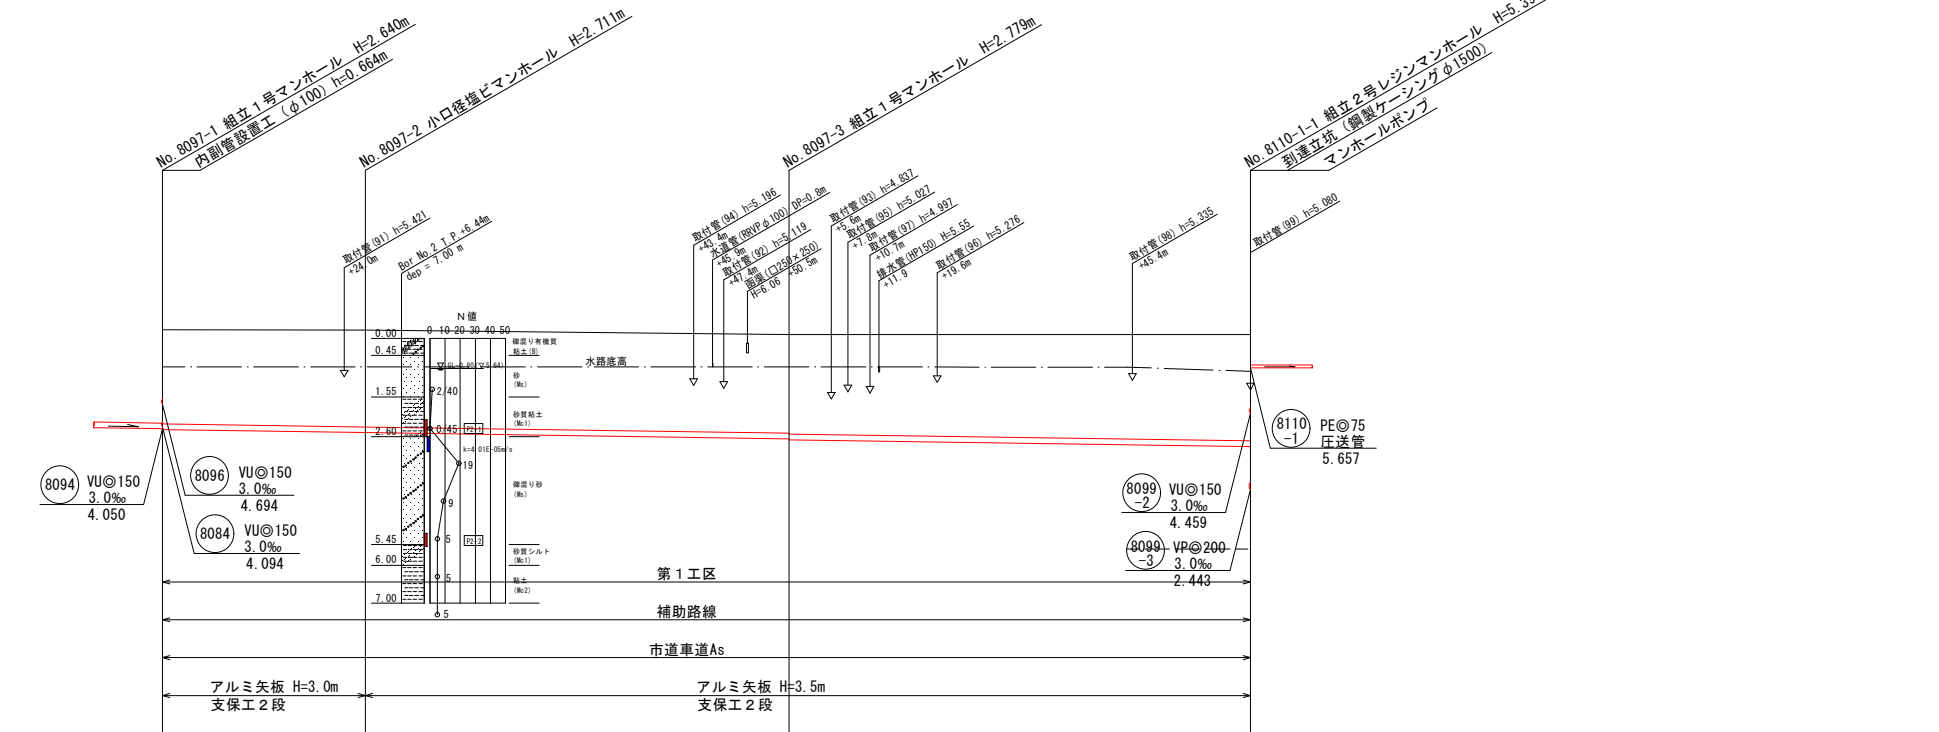 No.8097-1 組立１号マンホール H=2.640m
内副管設置工（φ100）h=0.664m
No.8097-2 小口径塩ビマンホール H=2.711m
No.8097-3 組立１号マンホール H=2.779m
No.8110-1-1 組立２号レジンマンホール
到達立坑（鋼製ケーシングφ1500）
マンホールポンプ
取付管(91) h=5.421
+24.0m
Bor No.2 T.P.+6.44m
dep = 7.00 m
取付管(94) h=5.196
+43.4m
水道管(RRVPφ100) DP=0.8m
+45.9m
取付管(92) h=5.119
+47.4m
函渠(□250×250)
H=6.06 +50.5m
取付管(93) h=4.837
+5.6m
取付管(95) h=5.027
+7.8m
取付管(97) h=4.997
+10.7m
排水管(HP150) H=5.55
+11.9
取付管(96) h=5.276
+19.6m
取付管(98) h=5.335
+45.4m
取付管(99) h=5.080
N値
0 10 20 30 40 50
0.00
0.45
1.55
2.60
5.45
6.00
7.00
礫混り有機質
粘土(B)
砂
(Ms)
砂質粘土
(Mc1)
礫混り砂
(Ms)
砂質シルト
(Mc1)
粘土
(Mc2)
2/40
0/45
P2-1
k=4.01E-05m/s
19
9
5
P2-2
5
5
水路底高
8094
VU◎150
3.0‰
4.050
8096
VU◎150
3.0‰
4.694
8084
VU◎150
3.0‰
4.094
8110
-1
PE◎75
圧送管
5.657
8099
-2
VU◎150
3.0‰
4.459
8099
-3
VP◎200
3.0‰
2.443
第１工区
補助路線
市道車道As
アルミ矢板 H=3.0m
支保工２段
アルミ矢板 H=3.5m
支保工２段